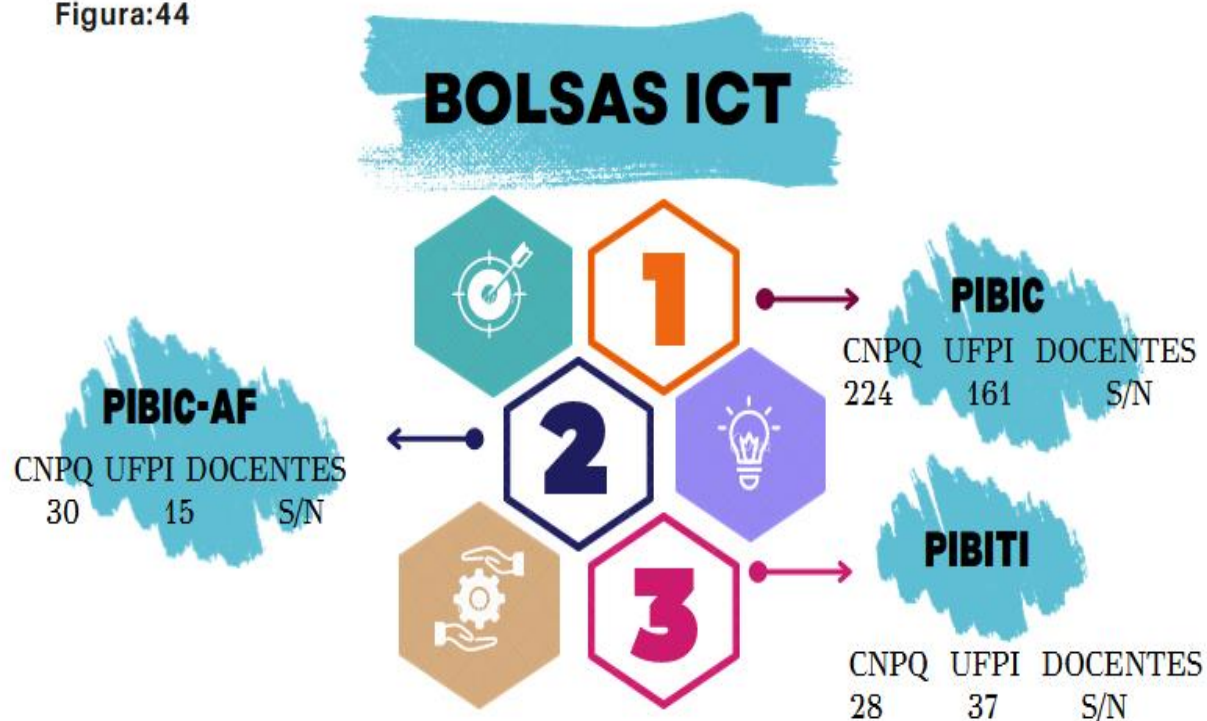 Figura:44
BOLSAS ICT
1
PIBIC
CNPQ UFPI DOCENTES
224 161 S/N
2
PIBIC-AF
CNPQ UFPI DOCENTES
30 15 S/N
3
PIBITI
CNPQ UFPI DOCENTES
28 37 S/N